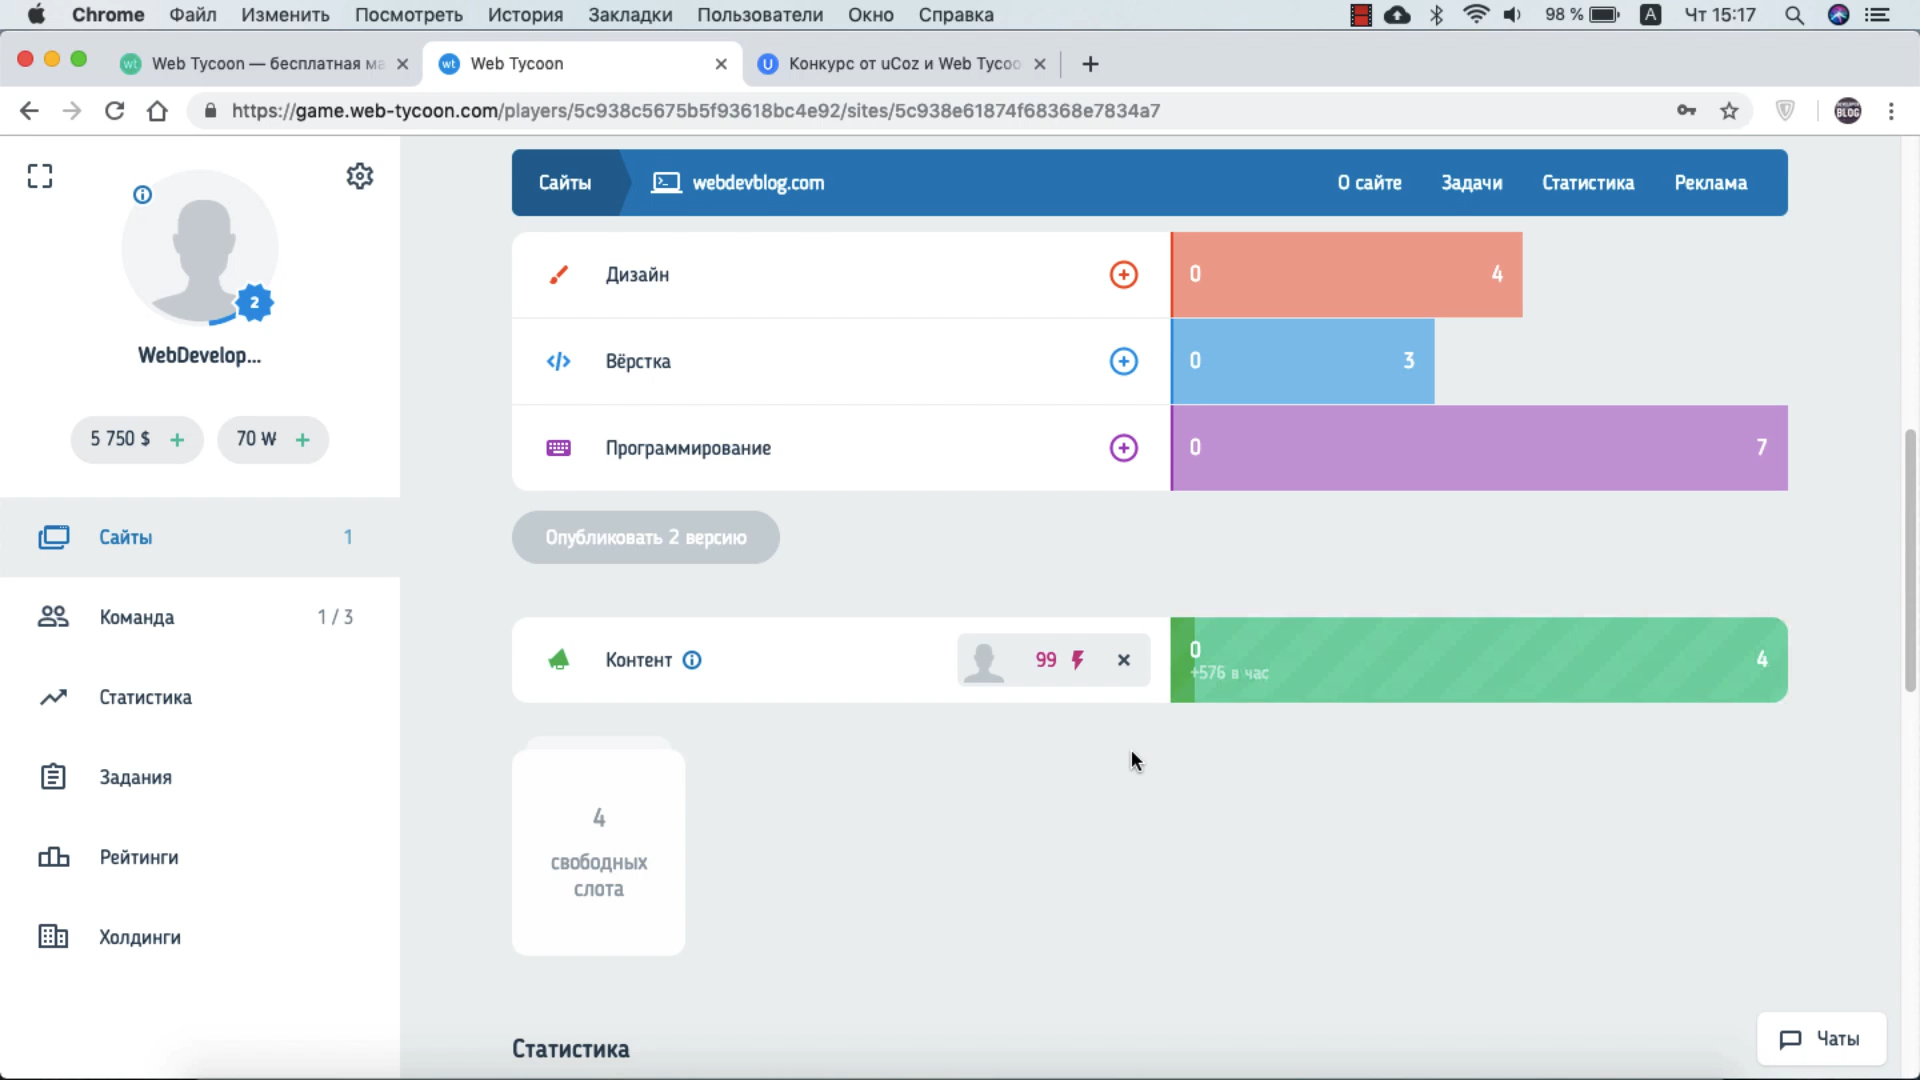 Chrome Файл Изменить Посмотреть История Закладки Пользователи Окно Справка 98 % A Чт 15:17
wt Web Tycoon — бесплатная ма wt Web Tycoon U Конкурс от uCoz и Web Tycoo
https://game.web-tycoon.com/players/5c938c5675b5f93618bc4e92/sites/5c938e61874f68368e7834a7 BLOG
2
WebDevelop...
5 750 $ + 70 W +
Сайты 1
Команда 1 / 3
Статистика
Задания
Рейтинги
Холдинги
Сайты webdevblog.com О сайте Задачи Статистика Реклама
Дизайн 0 4
Вёрстка 0 3
Программирование 0 7
Опубликовать 2 версию
Контент 99 0 4
+576 в час
4
свободных
слота
Статистика
Чаты